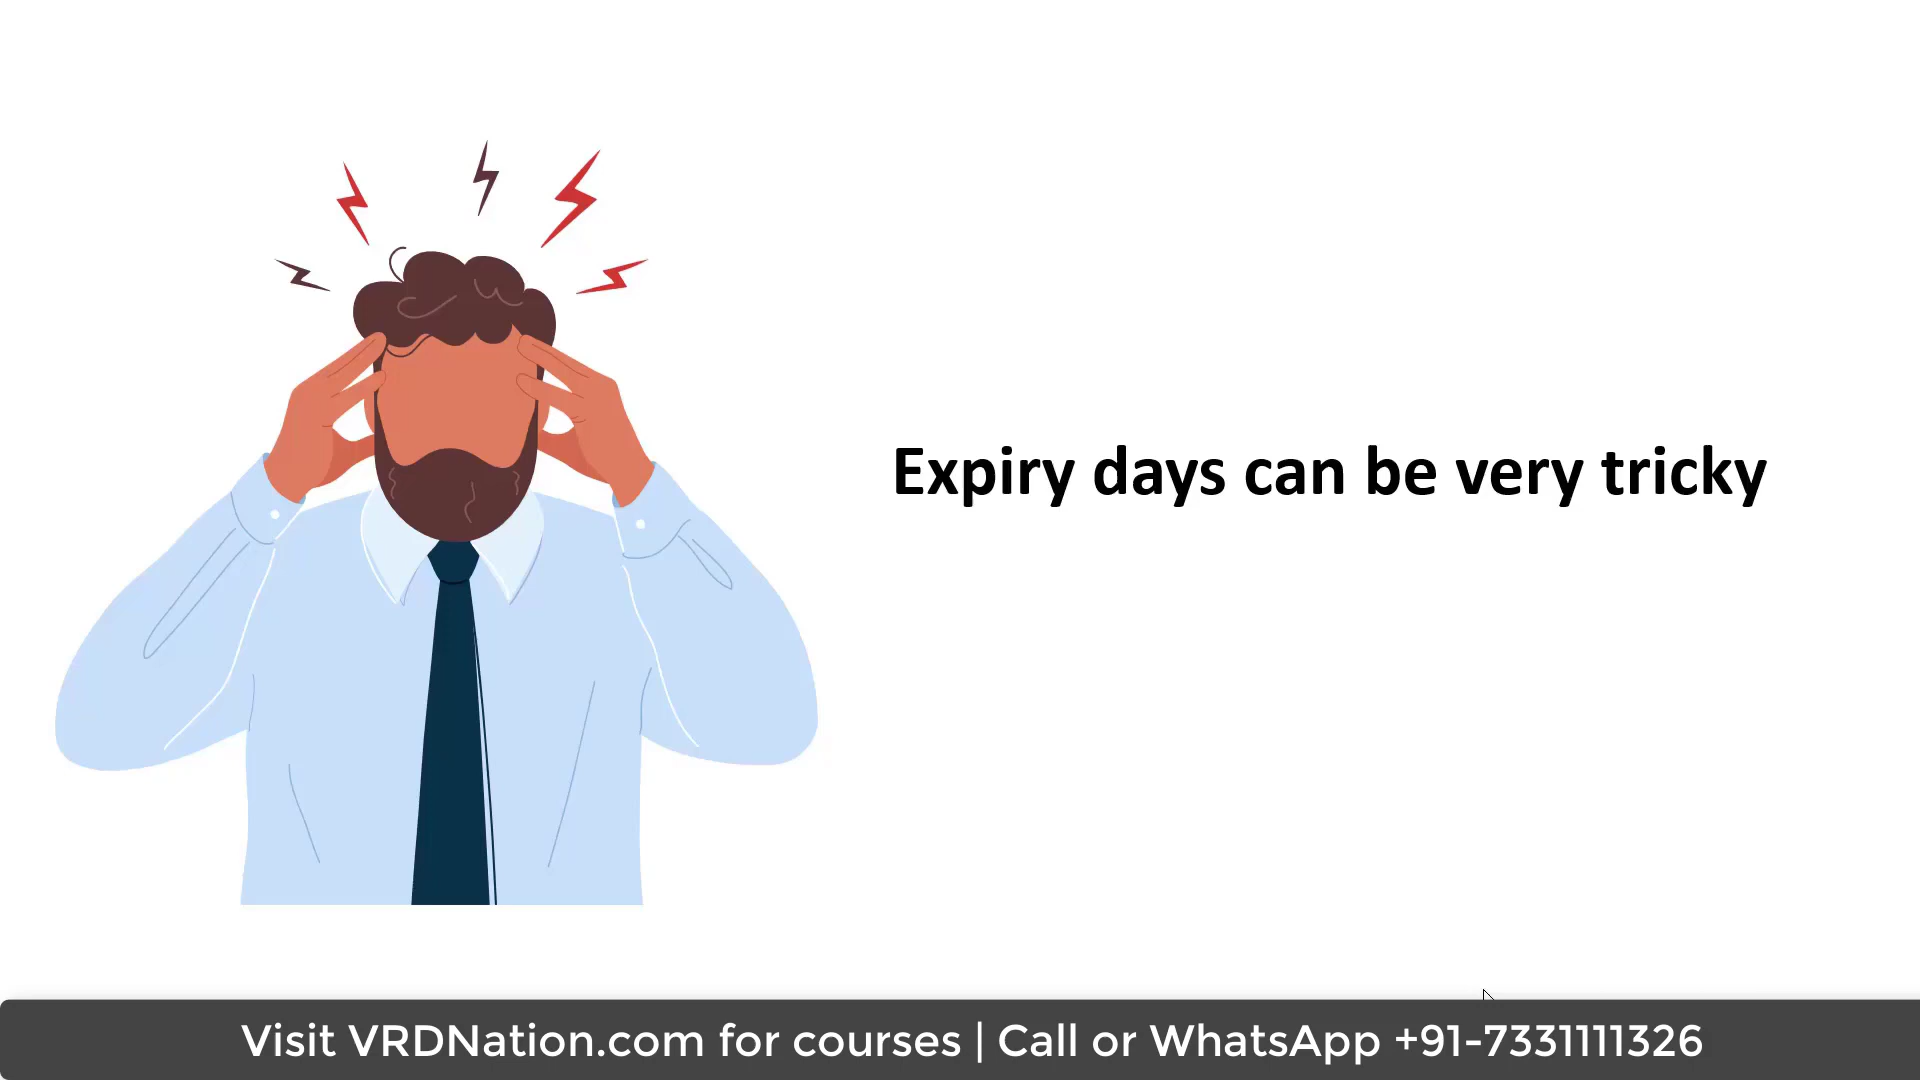 Expiry days can be very tricky
Visit VRDNation.com for courses | Call or WhatsApp +91-7331111326